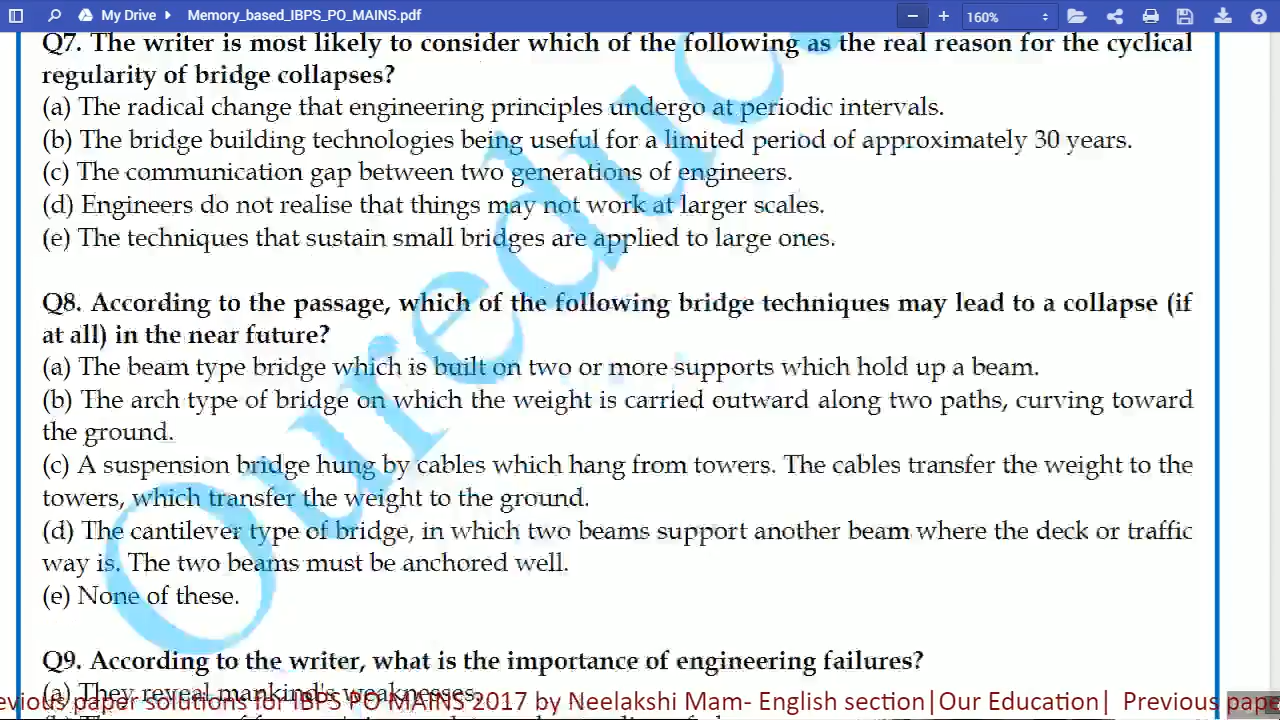 My Drive Memory_based_IBPS_PO_MAINS.pdf 160%
Q7. The writer is most likely to consider which of the following as the real reason for the cyclical
regularity of bridge collapses?
(a) The radical change that engineering principles undergo at periodic intervals.
(b) The bridge building technologies being useful for a limited period of approximately 30 years.
(c) The communication gap between two generations of engineers.
(d) Engineers do not realise that things may not work at larger scales.
(e) The techniques that sustain small bridges are applied to large ones.
Q8. According to the passage, which of the following bridge techniques may lead to a collapse (if
at all) in the near future?
(a) The beam type bridge which is built on two or more supports which hold up a beam.
(b) The arch type of bridge on which the weight is carried outward along two paths, curving toward
the ground.
(c) A suspension bridge hung by cables which hang from towers. The cables transfer the weight to the
towers, which transfer the weight to the ground.
(d) The cantilever type of bridge, in which two beams support another beam where the deck or traffic
way is. The two beams must be anchored well.
(e) None of these.
Q9. According to the writer, what is the importance of engineering failures?
(a) They reveal mankind's weaknesses.
evious paper solutions for IBPS PO MAINS 2017 by Neelakshi Mam- English section|Our Education| Previous pape
Oureduc